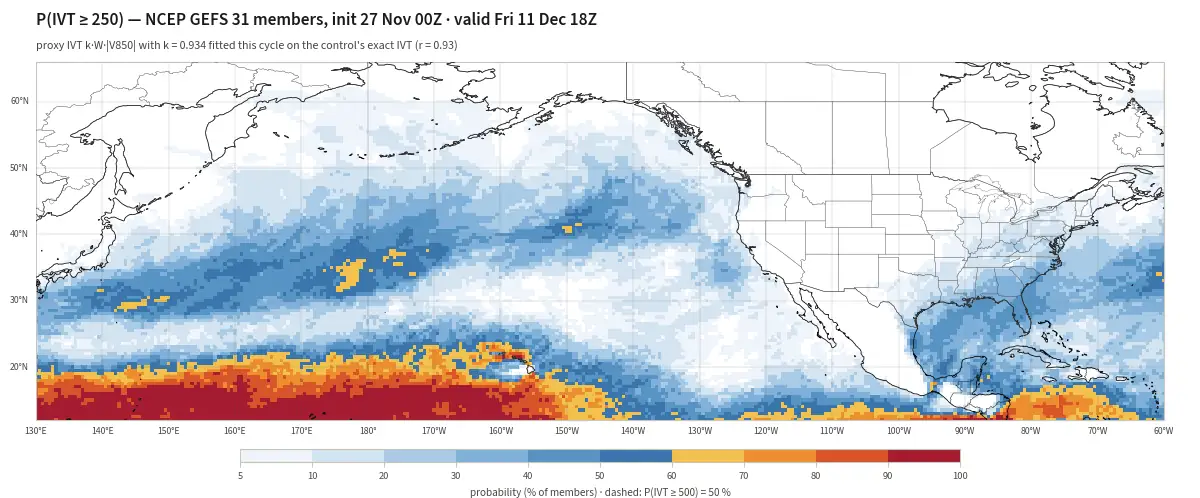 P(IVT ≥ 250) — NCEP GEFS 31 members, init 27 Nov 00Z · valid Fri 11 Dec 18Z
proxy IVT k·W·|V850| with k = 0.934 fitted this cycle on the control's exact IVT (r = 0.93)
60°N
50°N
40°N
30°N
20°N
130°E 140°E 150°E 160°E 170°E 180° 170°W 160°W 150°W 140°W 130°W 120°W 110°W 100°W 90°W 80°W 70°W 60°W
5 10 20 30 40 50 60 70 80 90 100
probability (% of members) · dashed: P(IVT ≥ 500) = 50 %